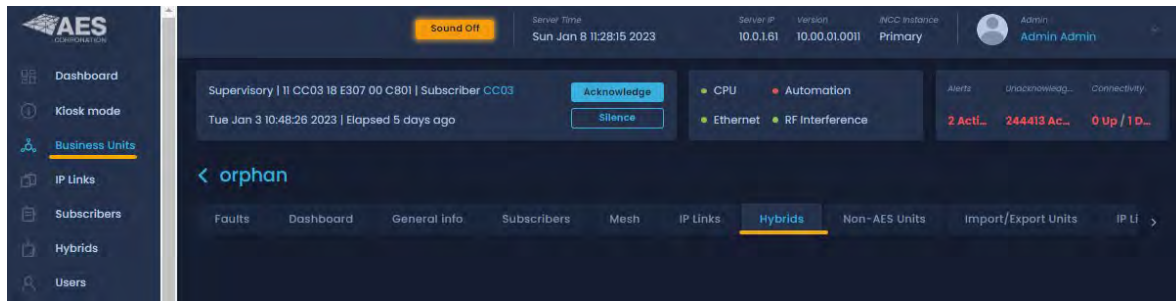 AES
CORPORATION
Sound Off
Server Time
Sun Jan 8 11:28:15 2023
Server IP
10.0.1.61
Version
10.00.01.0011
INCC Instance
Primary
Admin
Admin Admin
Dashboard
Kiosk mode
Business Units
IP Links
Subscribers
Hybrids
Users
Supervisory | 11 CC03 18 E307 00 C801 | Subscriber CC03
Tue Jan 3 10:48:26 2023 | Elapsed 5 days ago
Acknowledge
Silence
CPU
Automation
Ethernet
RF Interference
Alerts
Unacknowledg...
Connectivity
2 Acti...
244413 Ac...
0 Up / 1 D...
< orphan
Faults
Dashboard
General info
Subscribers
Mesh
IP Links
Hybrids
Non-AES Units
Import/Export Units
IP Li
>